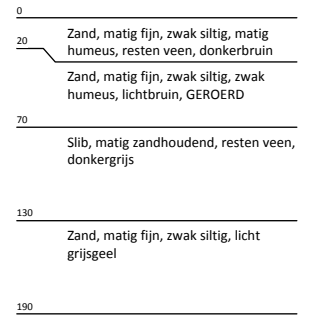 0
Zand, matig fijn, zwak siltig, matig
humeus, resten veen, donkerbruin
20
Zand, matig fijn, zwak siltig, zwak
humeus, lichtbruin, GEROERD
70
Slib, matig zandhoudend, resten veen,
donkergrijs
130
Zand, matig fijn, zwak siltig, licht
grijsgeel
190